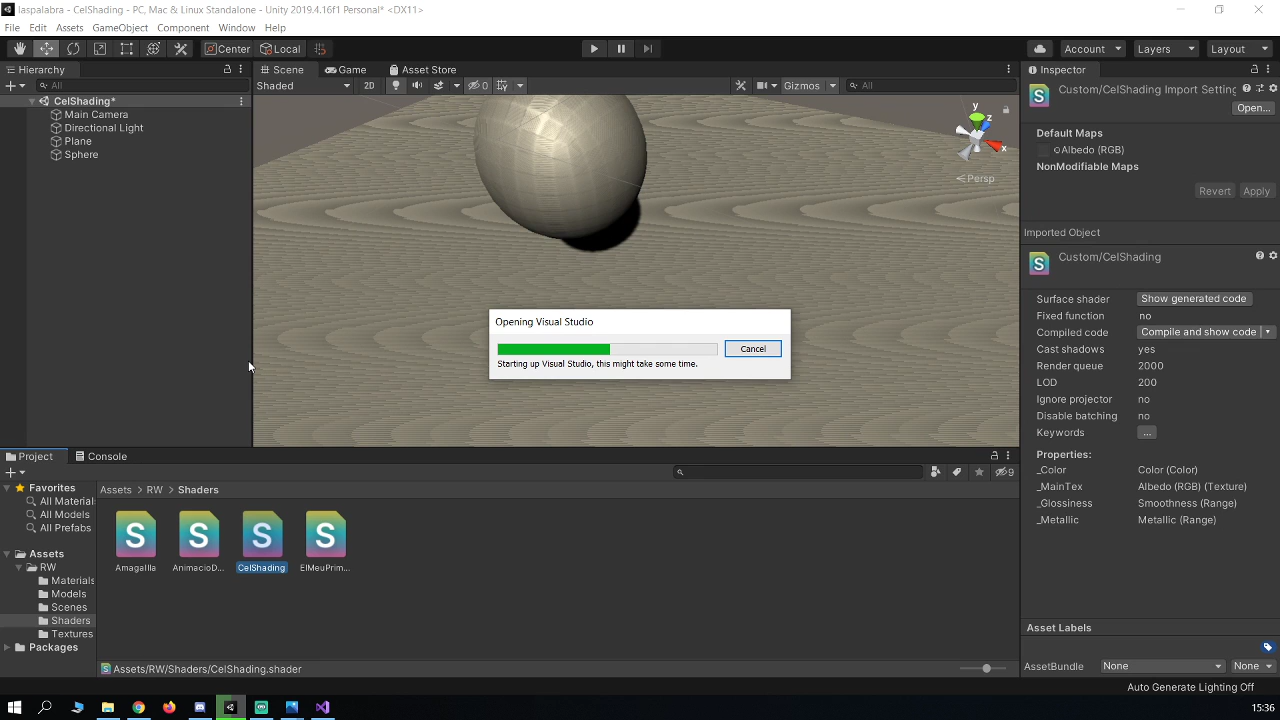 laspalabra - CelShading - PC, Mac & Linux Standalone - Unity 2019.4.16f1 Personal* <DX11>
File Edit Assets GameObject Component Window Help
Center Local Account Layers Layout
Hierarchy Scene Game Asset Store Inspector
All Shaded 2D 0 Gizmos All
CelShading*
Main Camera
Directional Light
Plane
Sphere
y
z
x
Persp
Opening Visual Studio
Cancel
Starting up Visual Studio, this might take some time.
Custom/CelShading Import Setting
Open...
Default Maps
Albedo (RGB)
NonModifiable Maps
Revert Apply
Imported Object
Custom/CelShading
Surface shader Show generated code
Fixed function no
Compiled code Compile and show code
Cast shadows yes
Render queue 2000
LOD 200
Ignore projector no
Disable batching no
Keywords ...
Properties:
_Color Color (Color)
_MainTex Albedo (RGB) (Texture)
_Glossiness Smoothness (Range)
_Metallic Metallic (Range)
Asset Labels
AssetBundle None None
Auto Generate Lighting Off
Project Console
9
Favorites
All Material
All Models
All Prefabs
Assets
RW
Materials
Models
Scenes
Shaders
Textures
Packages
Assets > RW > Shaders
S S S S
AmagaIlla AnimacioD... CelShading ElMeuPrim...
Assets/RW/Shaders/CelShading.shader
15:36